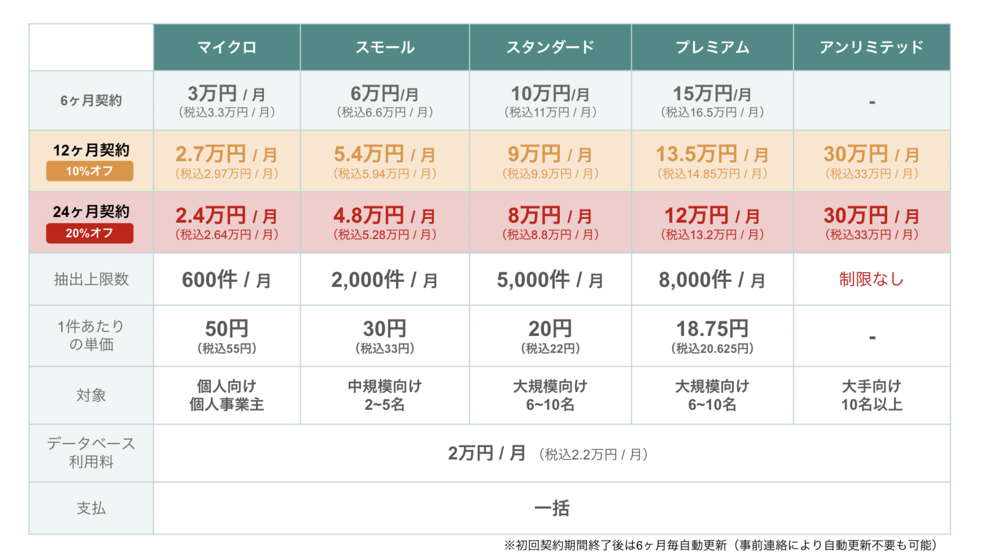 マイクロ スモール スタンダード プレミアム アンリミテッド
6ヶ月契約 3万円 / 月 6万円/月 10万円/月 15万円/月 -
（税込3.3万円 / 月） （税込6.6万円 / 月） （税込11万円 / 月） （税込16.5万円 / 月）
12ヶ月契約 2.7万円 / 月 5.4万円 / 月 9万円 / 月 13.5万円 / 月 30万円 / 月
10%オフ （税込2.97万円 / 月） （税込5.94万円 / 月） （税込9.9万円 / 月） （税込14.85万円 / 月） （税込33万円 / 月）
24ヶ月契約 2.4万円 / 月 4.8万円 / 月 8万円 / 月 12万円 / 月 30万円 / 月
20%オフ （税込2.64万円 / 月） （税込5.28万円 / 月） （税込8.8万円 / 月） （税込13.2万円 / 月） （税込33万円 / 月）
抽出上限数 600件 / 月 2,000件 / 月 5,000件 / 月 8,000件 / 月 制限なし
1件あたり 50円 30円 20円 18.75円 -
の単価 （税込55円） （税込33円） （税込22円） （税込20.625円）
対象 個人向け 中規模向け 大規模向け 大規模向け 大手向け
個人事業主 2~5名 6~10名 6~10名 10名以上
データベース
利用料 2万円 / 月 （税込2.2万円 / 月）
支払 一括
※初回契約期間終了後は6ヶ月毎自動更新（事前連絡により自動更新不要も可能）